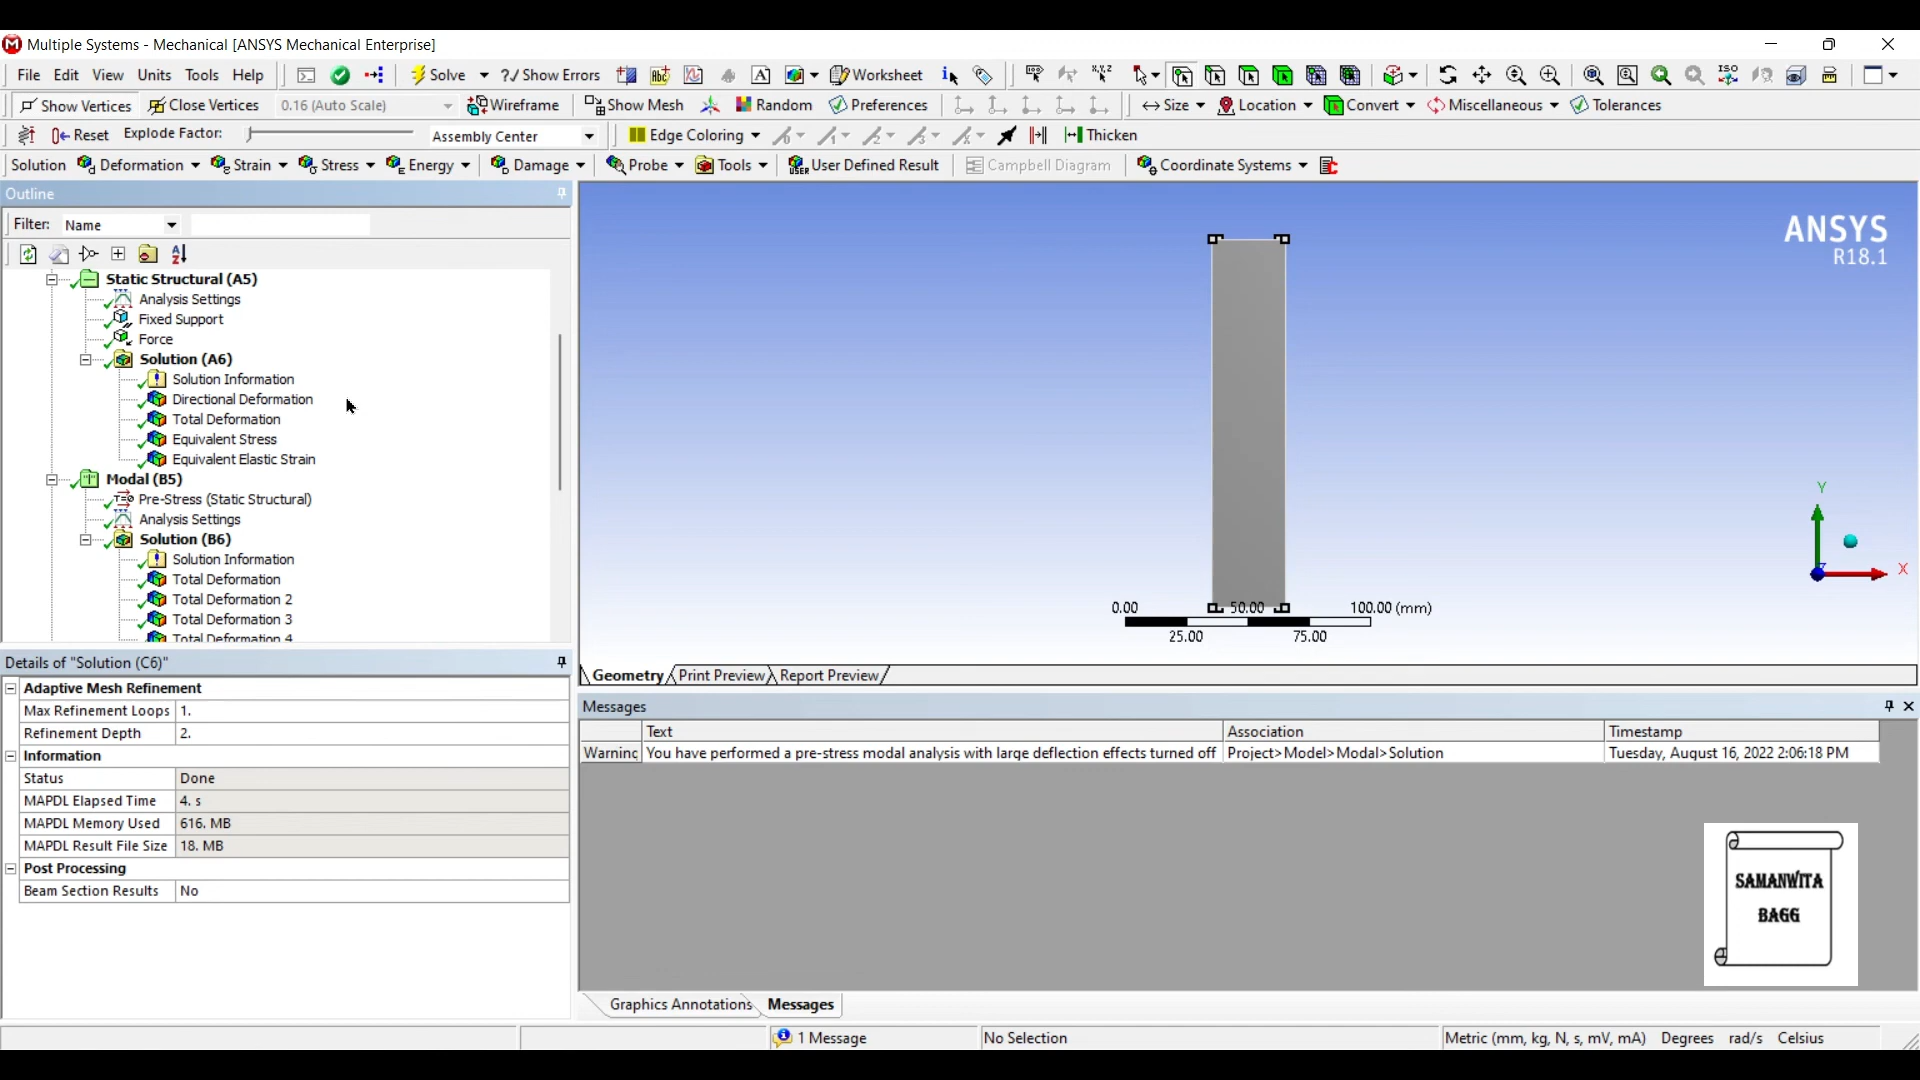 Multiple Systems - Mechanical [ANSYS Mechanical Enterprise]
File Edit View Units Tools Help Solve ?/ Show Errors Worksheet
Show Vertices Close Vertices 0.16 (Auto Scale) Wireframe Show Mesh Random Preferences Size Location Convert Miscellaneous Tolerances
Reset Explode Factor: Assembly Center Edge Coloring Thicken
Solution Deformation Strain Stress Energy Damage Probe Tools User Defined Result Campbell Diagram Coordinate Systems
Outline
Filter: Name
Static Structural (A5)
Analysis Settings
Fixed Support
Force
Solution (A6)
Solution Information
Directional Deformation
Total Deformation
Equivalent Stress
Equivalent Elastic Strain
Modal (B5)
Pre-Stress (Static Structural)
Analysis Settings
Solution (B6)
Solution Information
Total Deformation
Total Deformation 2
Total Deformation 3
Total Deformation 4
Details of "Solution (C6)"
Adaptive Mesh Refinement
Max Refinement Loops 1.
Refinement Depth 2.
Information
Status Done
MAPDL Elapsed Time 4. s
MAPDL Memory Used 616. MB
MAPDL Result File Size 18. MB
Post Processing
Beam Section Results No
ANSYS
R18.1
Y
X
0.00 50.00 100.00 (mm)
25.00 75.00
Geometry Print Preview Report Preview
Messages
Text Association Timestamp
Warning You have performed a pre-stress modal analysis with large deflection effects turned off Project>Model>Modal>Solution Tuesday, August 16, 2022 2:06:18 PM
SAMANWITA
BAGG
Graphics Annotations Messages
1 Message No Selection Metric (mm, kg, N, s, mV, mA) Degrees rad/s Celsius